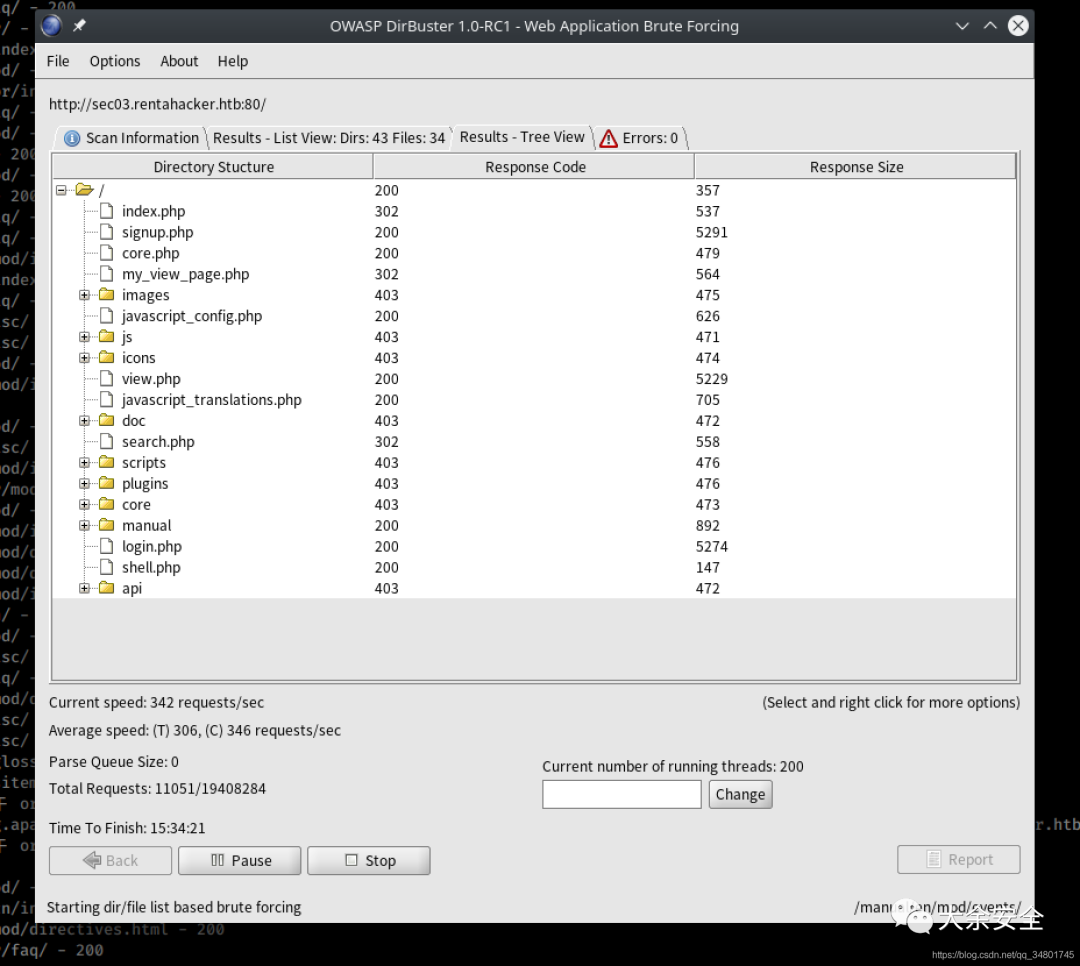 OWASP DirBuster 1.0-RC1 - Web Application Brute Forcing
File Options About Help
http://sec03.rentahacker.htb:80/
Scan Information Results - List View: Dirs: 43 Files: 34 Results - Tree View Errors: 0
Directory Stucture Response Code Response Size
/ 200 357
index.php 302 537
signup.php 200 5291
core.php 200 479
my_view_page.php 302 564
images 403 475
javascript_config.php 200 626
js 403 471
icons 403 474
view.php 200 5229
javascript_translations.php 200 705
doc 403 472
search.php 302 558
scripts 403 476
plugins 403 476
core 403 473
manual 200 892
login.php 200 5274
shell.php 200 147
api 403 472
Current speed: 342 requests/sec (Select and right click for more options)
Average speed: (T) 306, (C) 346 requests/sec
Parse Queue Size: 0
Current number of running threads: 200
Total Requests: 11051/19408284
Change
Time To Finish: 15:34:21
Back Pause Stop Report
Starting dir/file list based brute forcing
大余安全
mod/directives.html - 200
/faq/ - 200
https://blog.csdn.net/qq_34801745